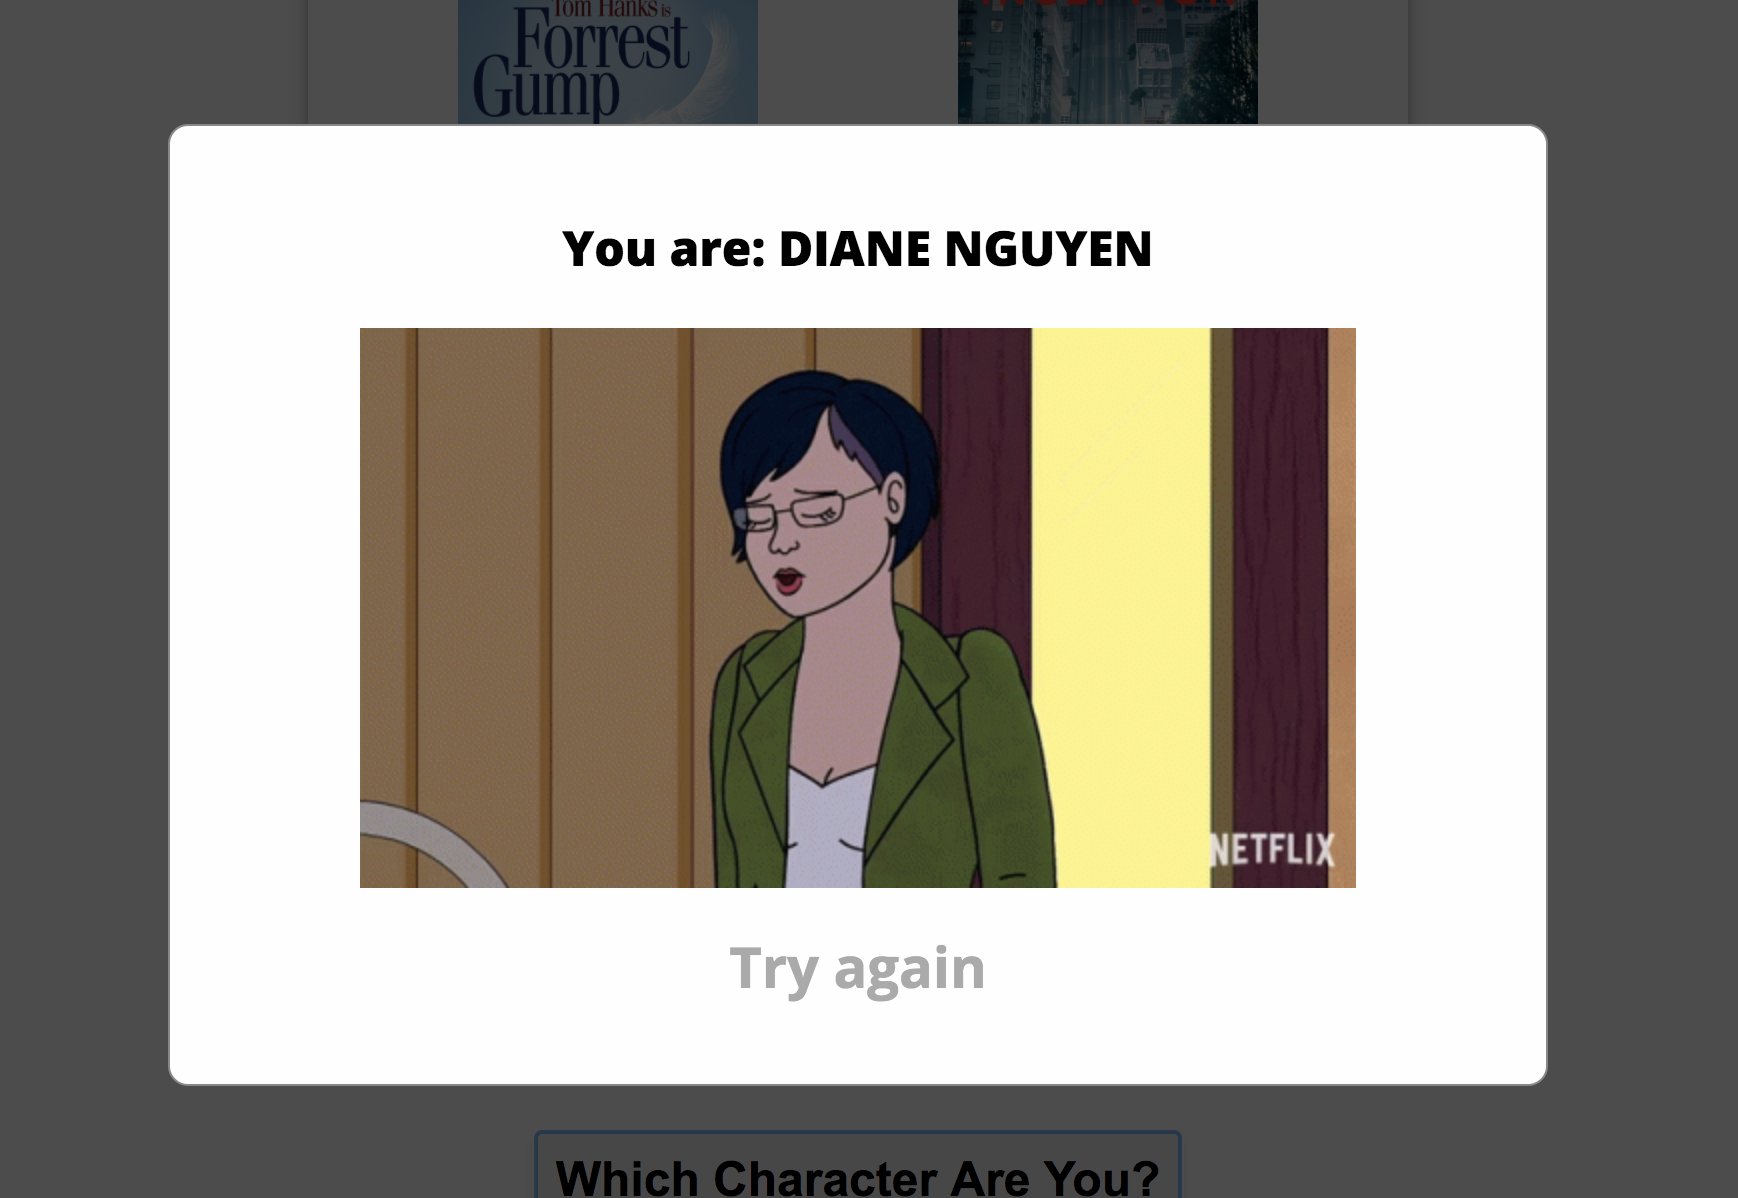 Tom Hanks is
Forrest
Gump
You are: DIANE NGUYEN
NETFLIX
Try again
Which Character Are You?